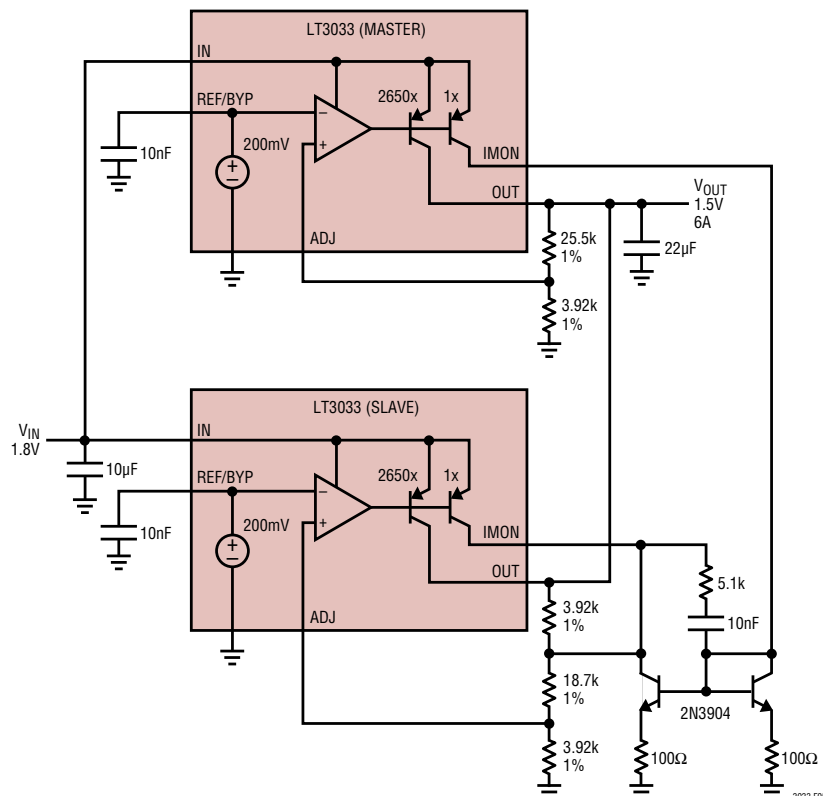 LT3033 (MASTER)
IN
REF/BYP
2650x
1x
200mV
10nF
IMON
OUT
ADJ
VOUT
1.5V
6A
25.5k
1%
22µF
3.92k
1%
LT3033 (SLAVE)
VIN
1.8V
IN
10µF
REF/BYP
2650x
1x
200mV
10nF
IMON
OUT
ADJ
5.1k
3.92k
1%
10nF
18.7k
1%
2N3904
3.92k
1%
100Ω
100Ω